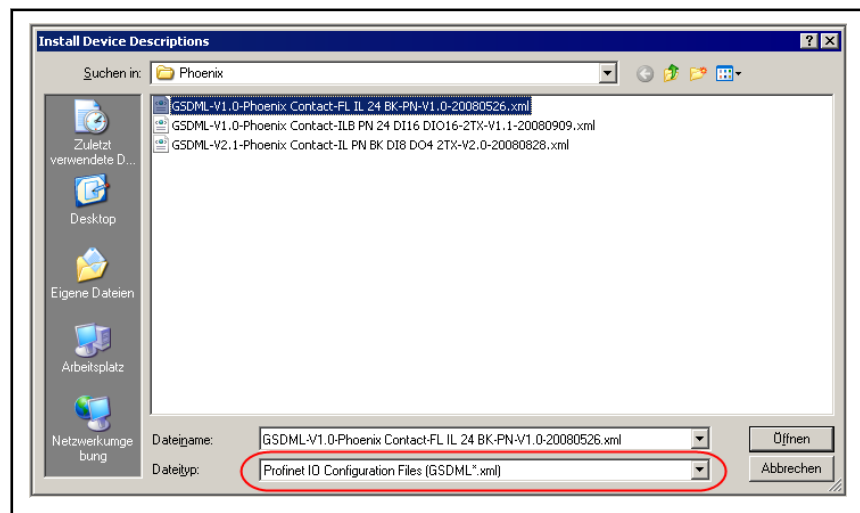 Install Device Descriptions
Suchen in:
Phoenix
GSDML-V1.0-Phoenix Contact-FL IL 24 BK-PN-V1.0-20080526.xml
GSDML-V1.0-Phoenix Contact-ILB PN 24 DI16 DIO16-2TX-V1.1-20080909.xml
GSDML-V2.1-Phoenix Contact-IL PN BK DI8 DO4 2TX-V2.0-20080828.xml
Zuletzt
verwendete D...
Desktop
Eigene Dateien
Arbeitsplatz
Netzwerkumge
bung
Dateiname:
GSDML-V1.0-Phoenix Contact-FL IL 24 BK-PN-V1.0-20080526.xml
Öffnen
Dateityp:
Profinet IO Configuration Files (GSDML*.xml)
Abbrechen